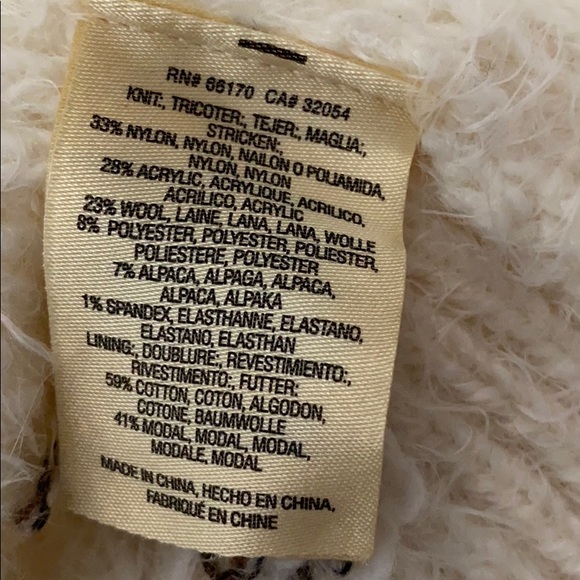 RN# 66170 CA# 32054
KNIT:, TRICOTER:, TEJER:, MAGLIA:,
STRICKEN:,
33% NYLON, NYLON, NAILON O POLIAMIDA,
NYLON, NYLON
28% ACRYLIC, ACRYLIQUE, ACRILICO,
ACRILICO, ACRYLIC
23% WOOL, LAINE, LANA, LANA, WOLLE
8% POLYESTER, POLYESTER, POLIESTER,
POLIESTERE, POLYESTER
7% ALPACA, ALPAGA, ALPACA,
ALPACA, ALPAKA
1% SPANDEX, ELASTHANNE, ELASTANO,
ELASTANO, ELASTHAN
LINING:, DOUBLURE:, REVESTIMIENTO:,
RIVESTIMENTO:, FUTTER:
59% COTTON, COTON, ALGODON,
COTONE, BAUMWOLLE
41% MODAL, MODAL, MODAL,
MODALE, MODAL
MADE IN CHINA, HECHO EN CHINA,
FABRIQUÉ EN CHINE